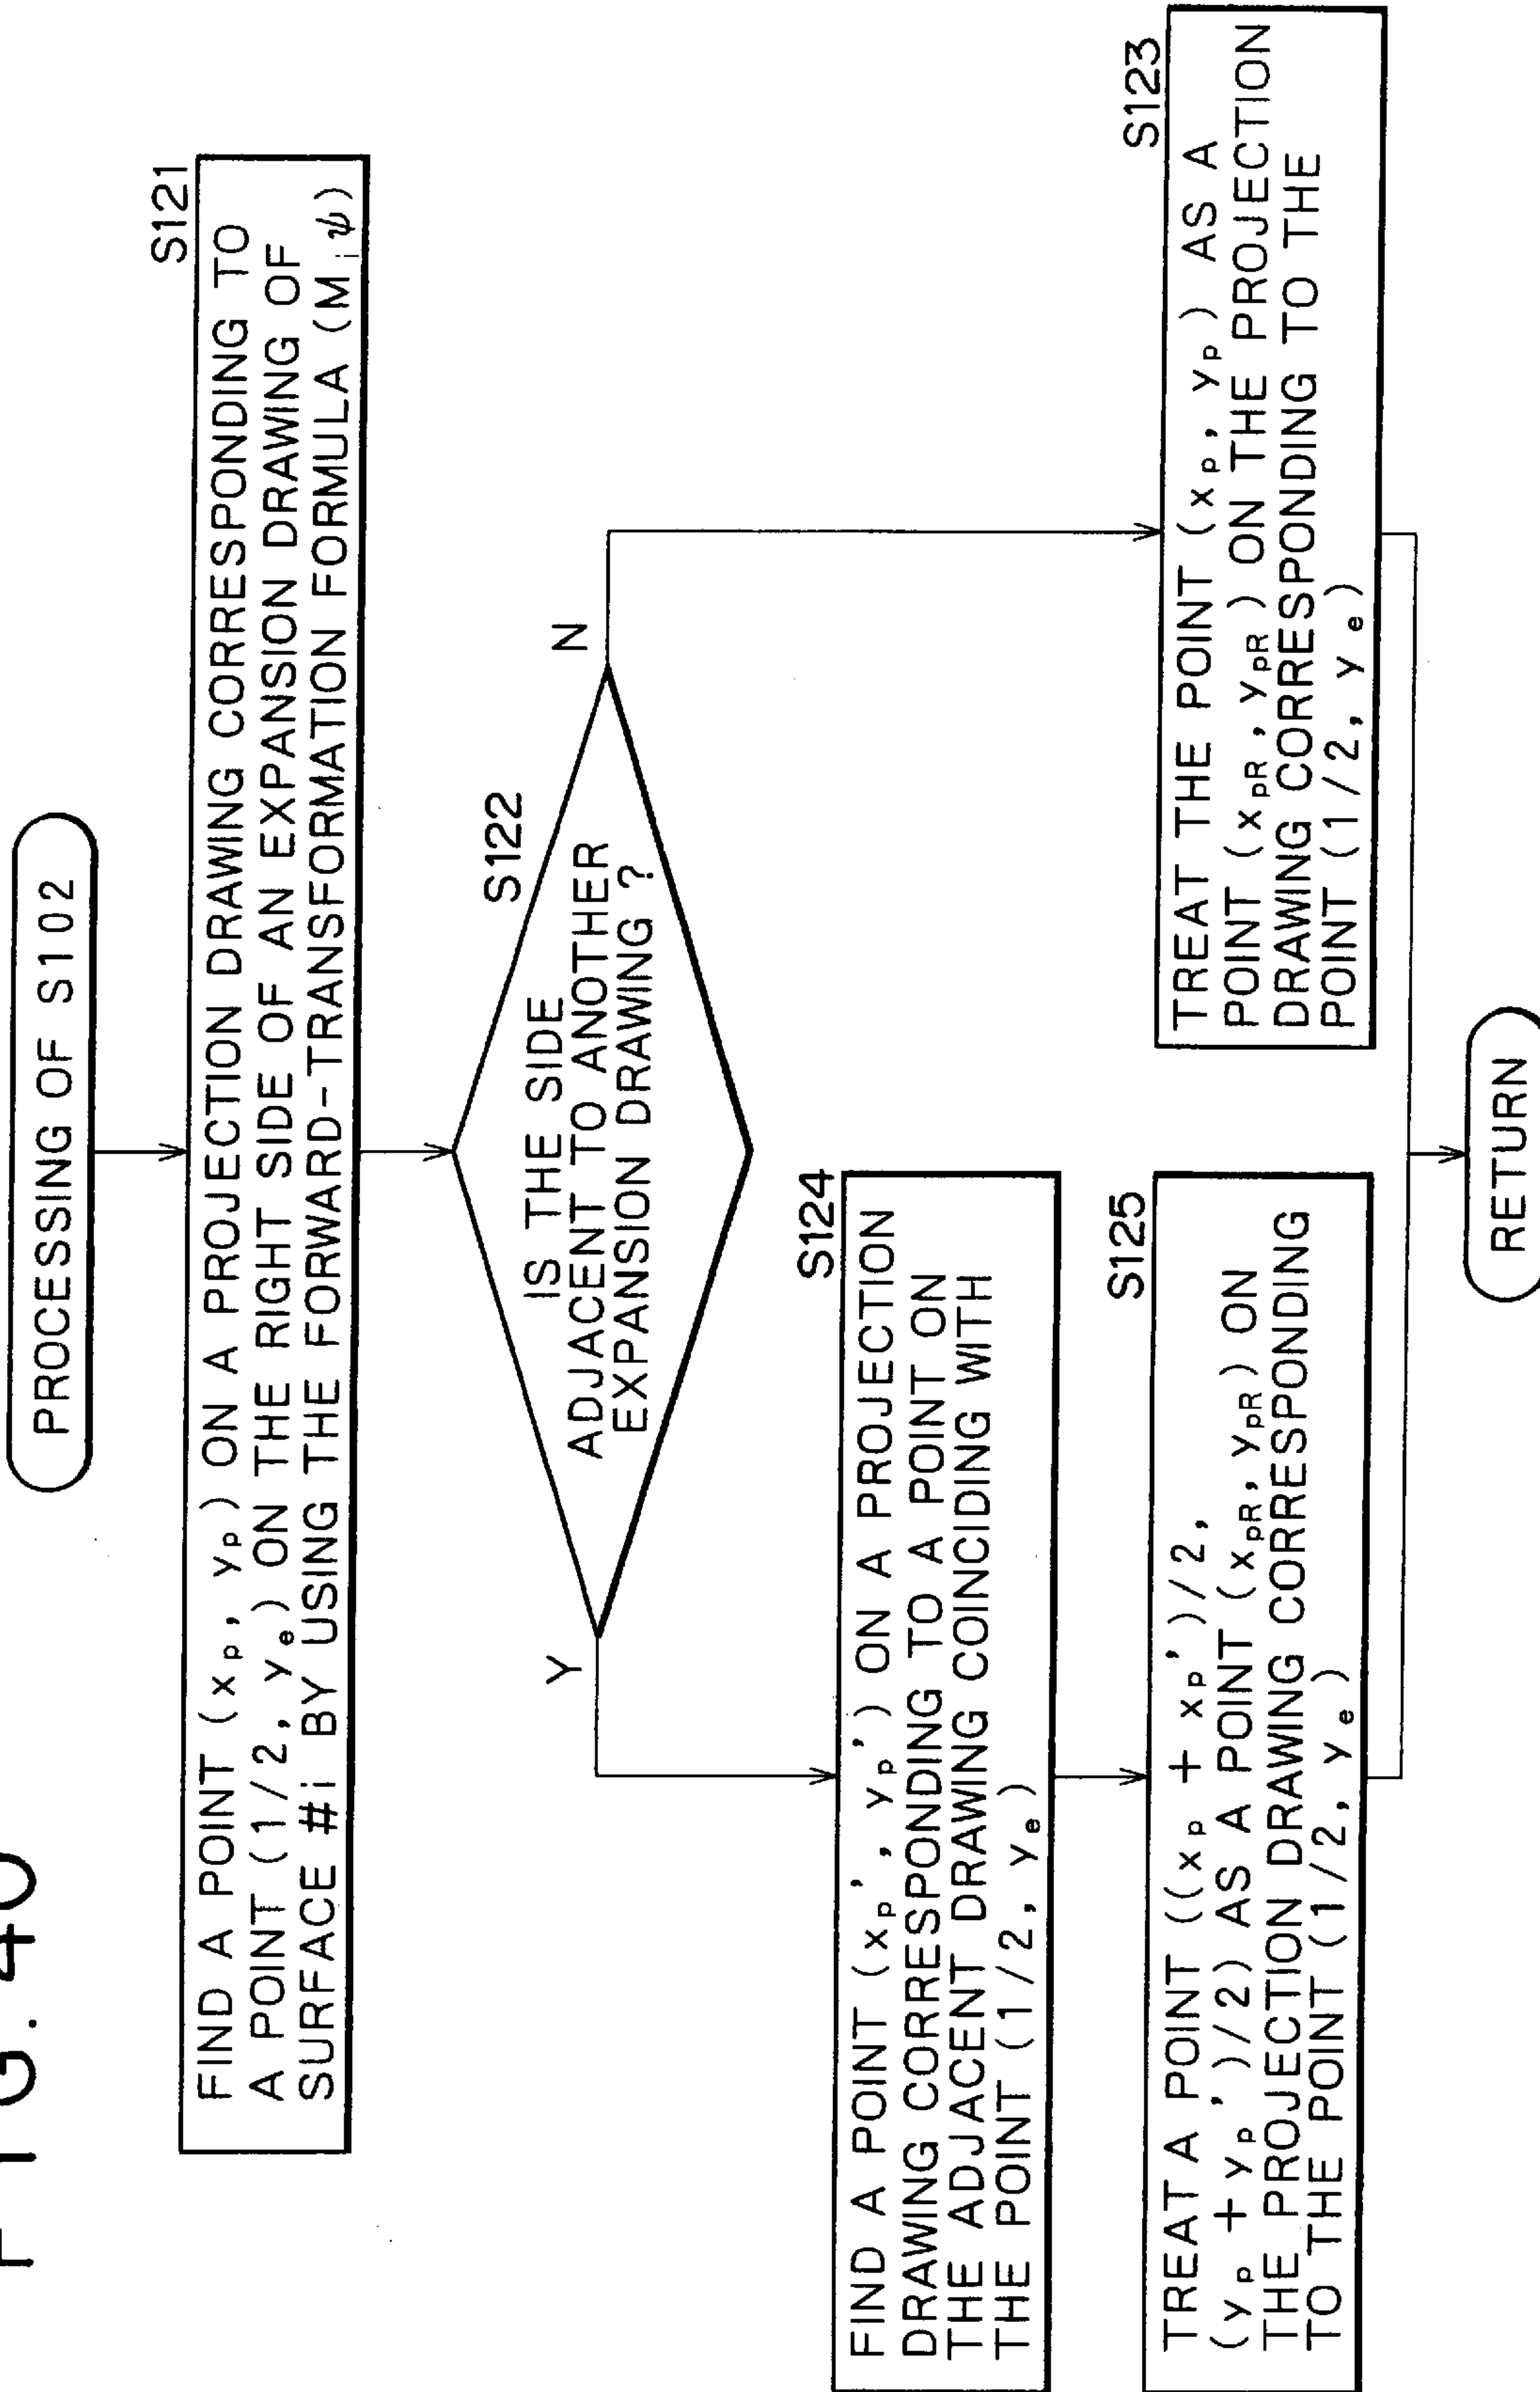 FIG. 40
PROCESSING OF S102
S121
FIND A POINT (xp, yp) ON A PROJECTION DRAWING CORRESPONDING TO
A POINT (1/2, ye) ON THE RIGHT SIDE OF AN EXPANSION DRAWING OF
SURFACE #i BY USING THE FORWARD-TRANSFORMATION FORMULA (Miψ)
S122
IS THE SIDE
ADJACENT TO ANOTHER
EXPANSION DRAWING ?
Y
N
S124
FIND A POINT (xp', yp') ON A PROJECTION
DRAWING CORRESPONDING TO A POINT ON
THE ADJACENT DRAWING COINCIDING WITH
THE POINT (1/2, ye)
S125
TREAT A POINT ((xp + xp')/2,
(yp + yp')/2) AS A POINT (xpR, ypR) ON
THE PROJECTION DRAWING CORRESPONDING
TO THE POINT (1/2, ye)
S123
TREAT THE POINT (xp, yp) AS A
POINT (xpR, ypR) ON THE PROJECTION
DRAWING CORRESPONDING TO THE
POINT (1/2, ye)
RETURN